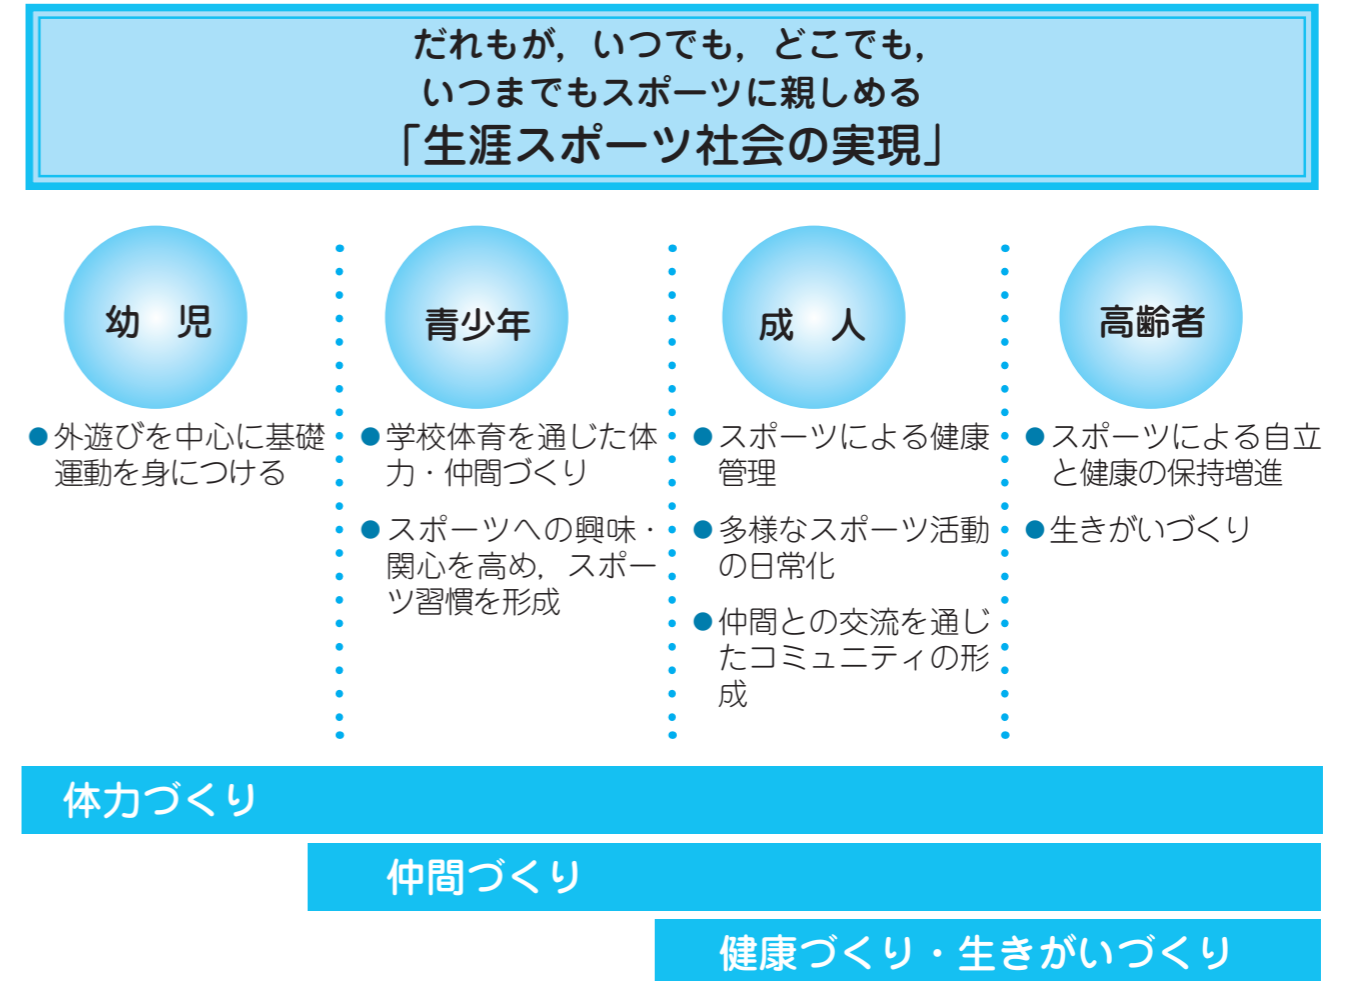 だれもが，いつでも，どこでも，
いつまでもスポーツに親しめる
「生涯スポーツ社会の実現」
幼　児
●外遊びを中心に基礎
運動を身につける
青少年
●学校体育を通じた体
力・仲間づくり
●スポーツへの興味・
関心を高め，スポー
ツ習慣を形成
成　人
●スポーツによる健康
管理
●多様なスポーツ活動
の日常化
●仲間との交流を通じ
たコミュニティの形
成
高齢者
●スポーツによる自立
と健康の保持増進
●生きがいづくり
体力づくり
仲間づくり
健康づくり・生きがいづくり